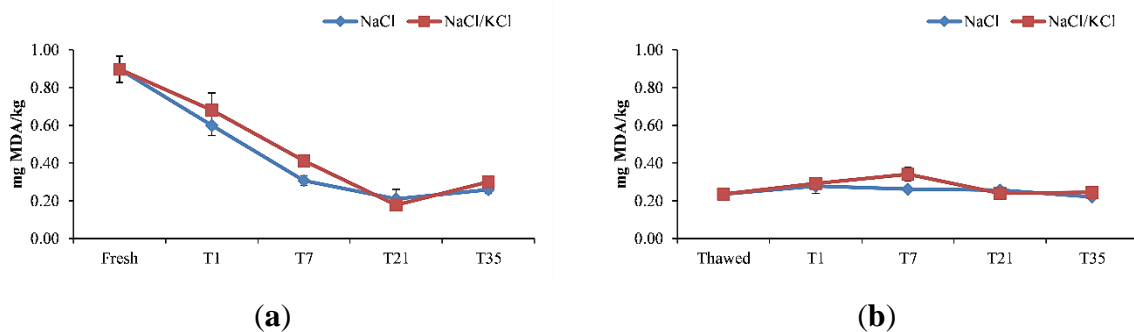 NaCl NaCl/KCl
1.00
0.80
0.60
0.40
0.20
0.00
mg MDA/kg
Fresh T1 T7 T21 T35
(a)
NaCl NaCl/KCl
1.00
0.80
0.60
0.40
0.20
0.00
mg MDA/kg
Thawed T1 T7 T21 T35
(b)